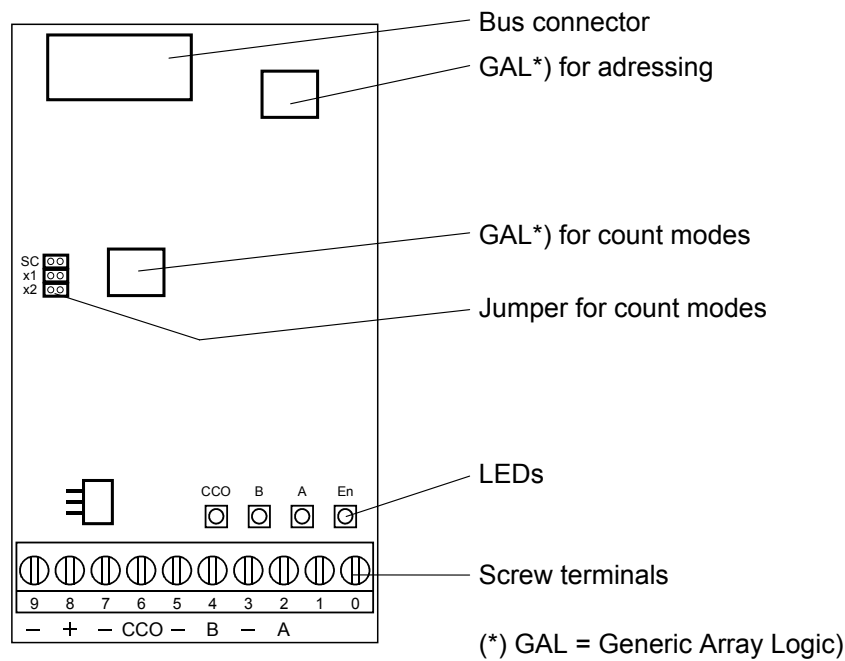 Bus connector
GAL*) for adressing
GAL*) for count modes
SC
x1
x2
Jumper for count modes
LEDs
CCO B A En
Screw terminals
9 8 7 6 5 4 3 2 1 0
– + – CCO – B – A
(*) GAL = Generic Array Logic)